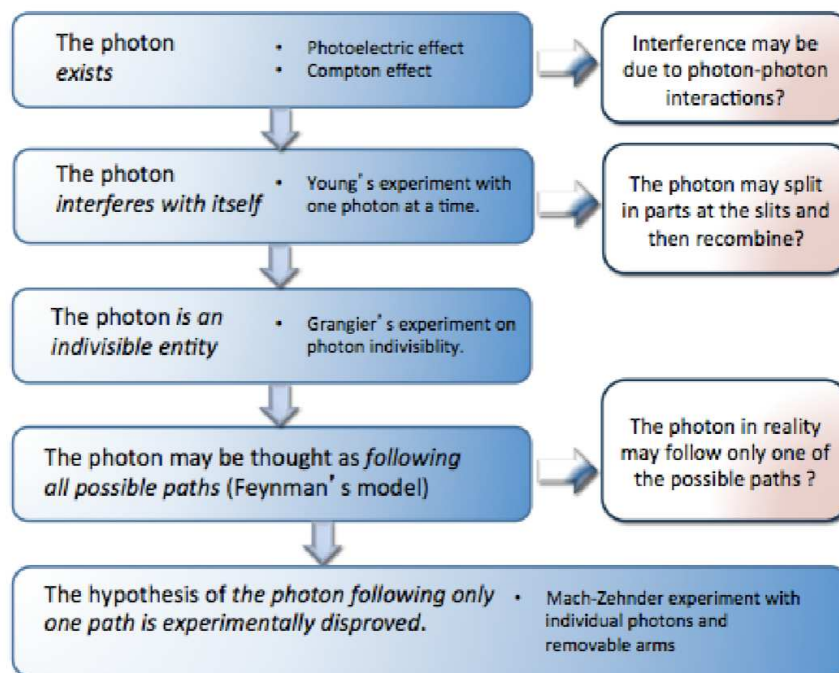 The photon
exists
• Photoelectric effect
• Compton effect
Interference may be
due to photon-photon
interactions?
The photon
interferes with itself
• Young's experiment with
one photon at a time.
The photon may split
in parts at the slits and
then recombine?
The photon is an
indivisible entity
• Grangier's experiment on
photon indivisiblity.
The photon may be thought as following
all possible paths (Feynman's model)
The photon in reality
may follow only one of
the possible paths ?
The hypothesis of the photon following only
one path is experimentally disproved.
• Mach-Zehnder experiment with
individual photons and
removable arms